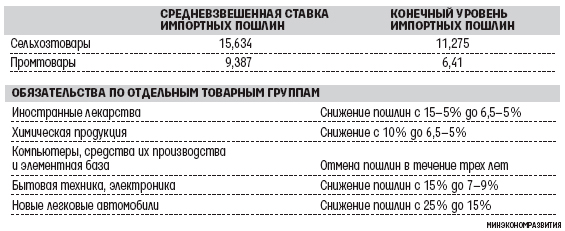 СРЕДНЕВЗВЕШЕННАЯ СТАВКА КОНЕЧНЫЙ УРОВЕНЬ
ИМПОРТНЫХ ПОШЛИН ИМПОРТНЫХ ПОШЛИН
Сельхозтовары 15,634 11,275
Промтовары 9,387 6,41
ОБЯЗАТЕЛЬСТВА ПО ОТДЕЛЬНЫМ ТОВАРНЫМ ГРУППАМ
Иностранные лекарства Снижение пошлин с 15–5% до 6,5–5%
Химическая продукция Снижение с 10% до 6,5–5%
Компьютеры, средства их производства
и элементная база Отмена пошлин в течение трех лет
Бытовая техника, электроника Снижение пошлин с 15% до 7–9%
Новые легковые автомобили Снижение пошлин с 25% до 15%
МИНЭКОНОМРАЗВИТИЯ